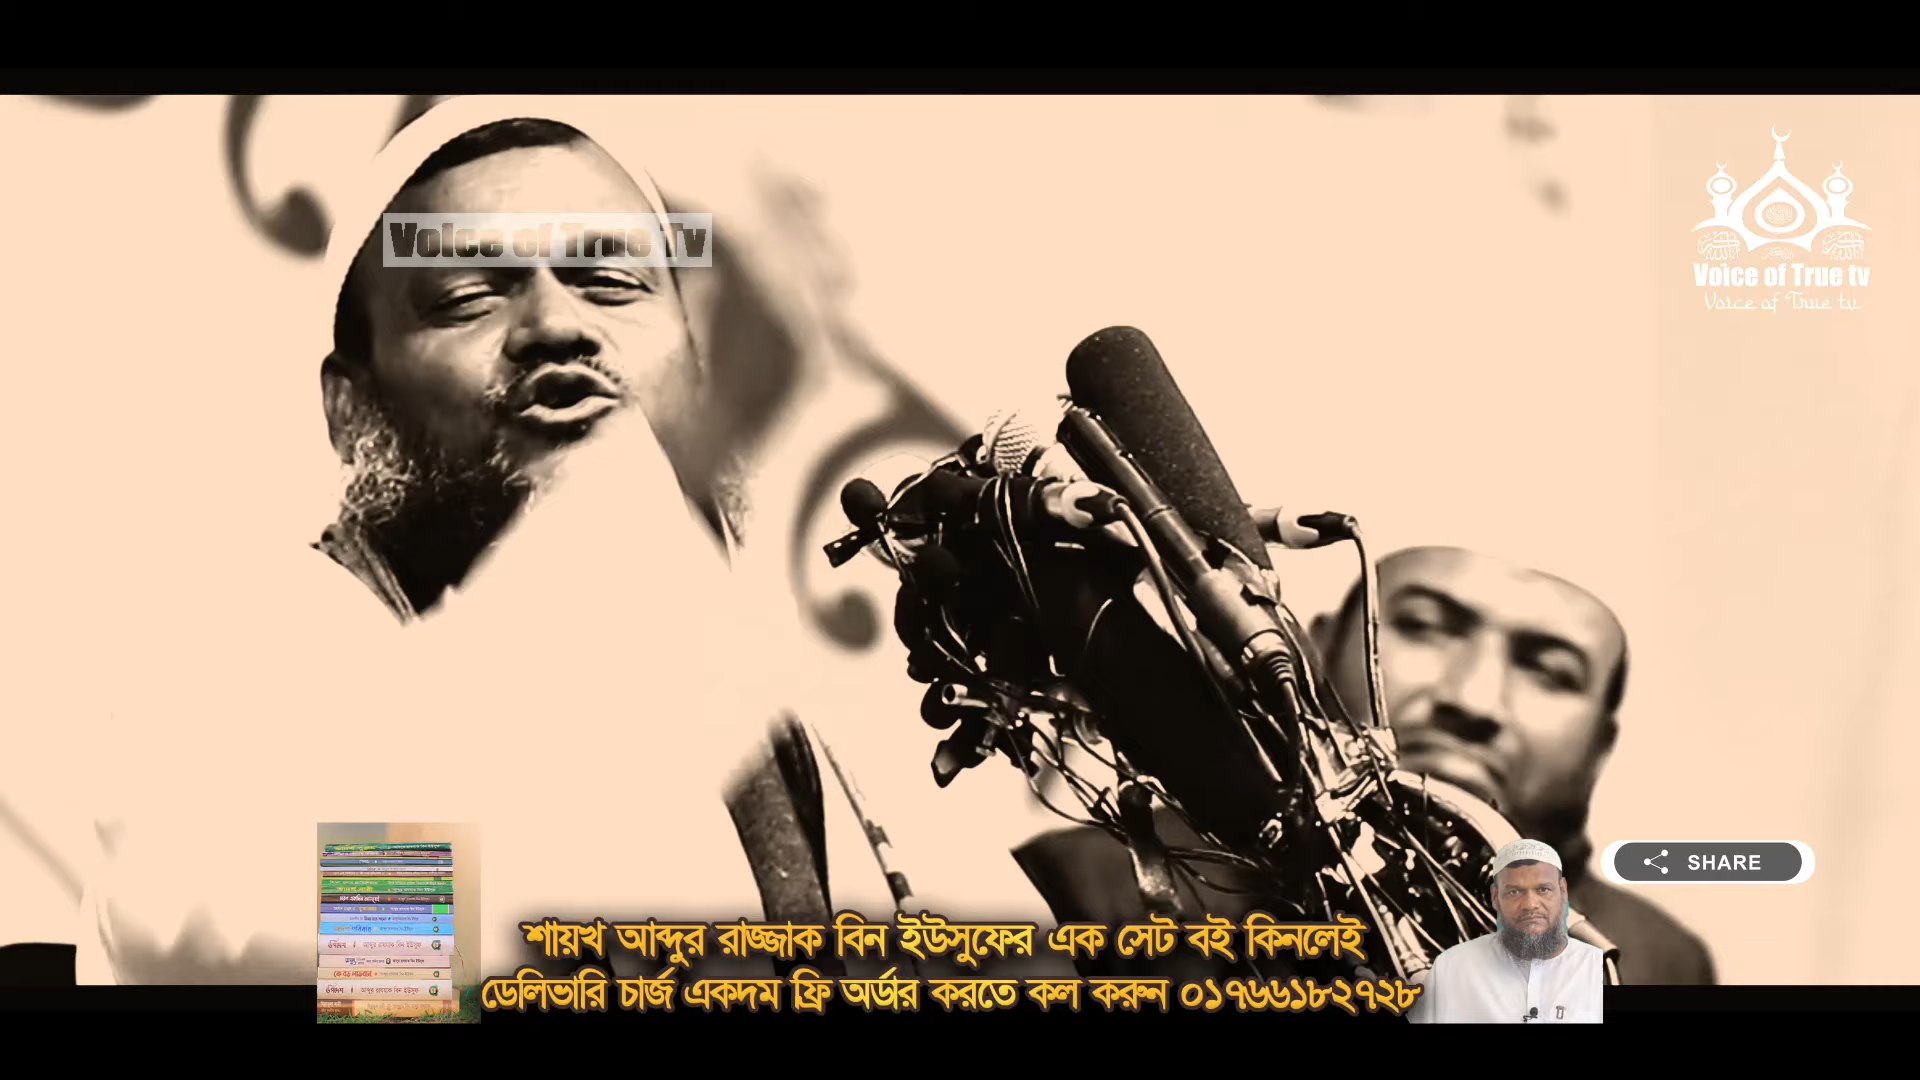 Voice of True Tv
Voice of True tv
Voice of True tv
SHARE
শায়খ আব্দুর রাজ্জাক বিন ইউসুফের এক সেট বই কিনলেই
ডেলিভারি চার্জ একদম ফ্রি অর্ডার করতে কল করুন ০১৭৬৬১৮২৭২৮